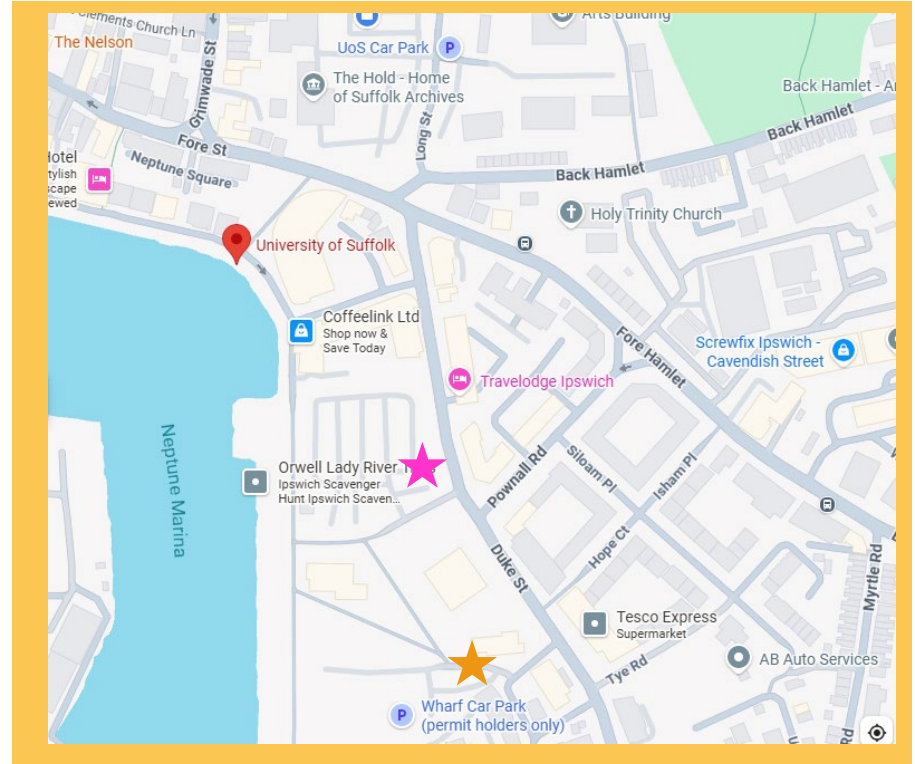 Clements Church Ln
The Nelson
Grimwade St
UoS Car Park
P
Arts Building
The Hold - Home
of Suffolk Archives
Long St
Back Hamlet - A
Back Hamlet
Fore St
Neptune Square
Hotel
tylish
scape
ewed
Back Hamlet
Holy Trinity Church
University of Suffolk
Coffeelink Ltd
Shop now &
Save Today
Fore Hamlet
Screwfix Ipswich -
Cavendish Street
Travelodge Ipswich
Neptune Marina
Orwell Lady River T
Ipswich Scavenger
Hunt Ipswich Scaven...
Pownall Rd
Siloam Pl
Isham Pl
Hope Ct
Duke St
Myrtle Rd
Tesco Express
Supermarket
Tye Rd
AB Auto Services
P
Wharf Car Park
(permit holders only)
Rd